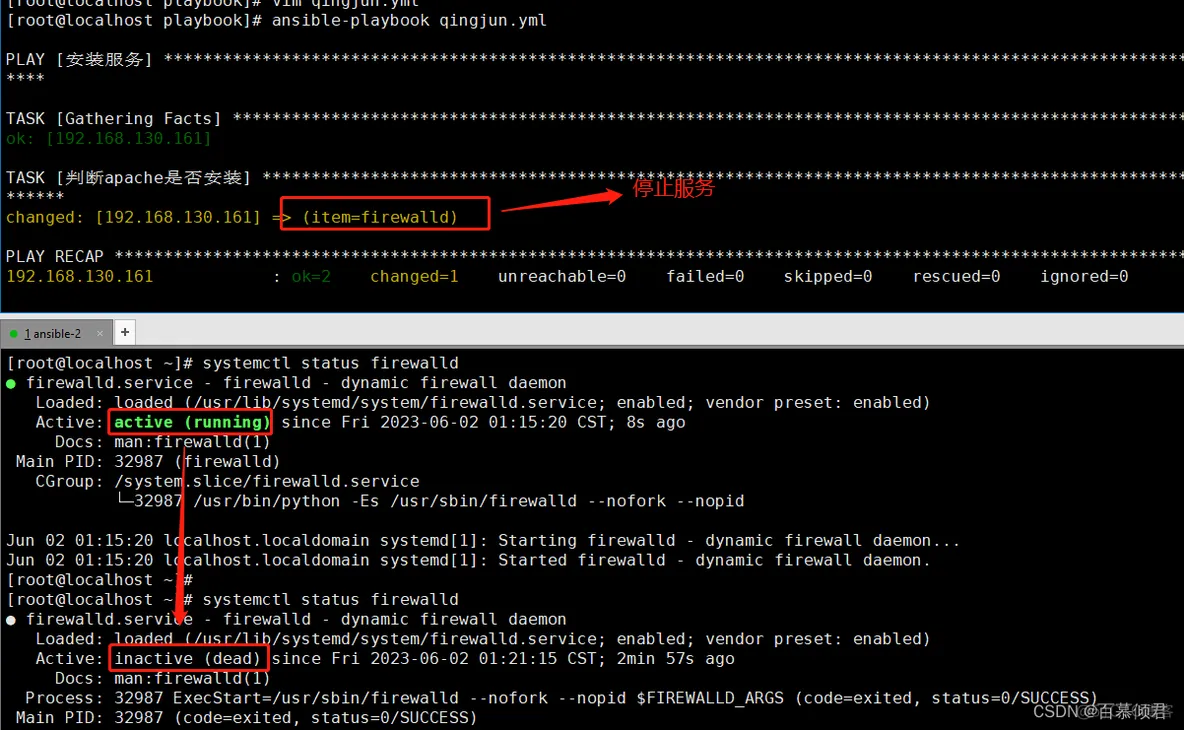 [root@localhost playbook]# vim qingjun.yml
[root@localhost playbook]# ansible-playbook qingjun.yml
PLAY [安装服务] *****************************************************************************************************
****
TASK [Gathering Facts] **********************************************************************************************
ok: [192.168.130.161]
TASK [判断apache是否安装] *******************************************************************************************
******
停止服务
changed: [192.168.130.161] => (item=firewalld)
PLAY RECAP **********************************************************************************************************
192.168.130.161 : ok=2 changed=1 unreachable=0 failed=0 skipped=0 rescued=0 ignored=0
1 ansible-2 × +
[root@localhost ~]# systemctl status firewalld
● firewalld.service - firewalld - dynamic firewall daemon
Loaded: loaded (/usr/lib/systemd/system/firewalld.service; enabled; vendor preset: enabled)
Active: active (running) since Fri 2023-06-02 01:15:20 CST; 8s ago
Docs: man:firewalld(1)
Main PID: 32987 (firewalld)
CGroup: /system.slice/firewalld.service
└─32987 /usr/bin/python -Es /usr/sbin/firewalld --nofork --nopid
Jun 02 01:15:20 localhost.localdomain systemd[1]: Starting firewalld - dynamic firewall daemon...
Jun 02 01:15:20 localhost.localdomain systemd[1]: Started firewalld - dynamic firewall daemon.
[root@localhost ~]#
[root@localhost ~]# systemctl status firewalld
● firewalld.service - firewalld - dynamic firewall daemon
Loaded: loaded (/usr/lib/systemd/system/firewalld.service; enabled; vendor preset: enabled)
Active: inactive (dead) since Fri 2023-06-02 01:21:15 CST; 2min 57s ago
Docs: man:firewalld(1)
Process: 32987 ExecStart=/usr/sbin/firewalld --nofork --nopid $FIREWALLD_ARGS (code=exited, status=0/SUCCESS)
Main PID: 32987 (code=exited, status=0/SUCCESS)
CSDN @百慕倾君